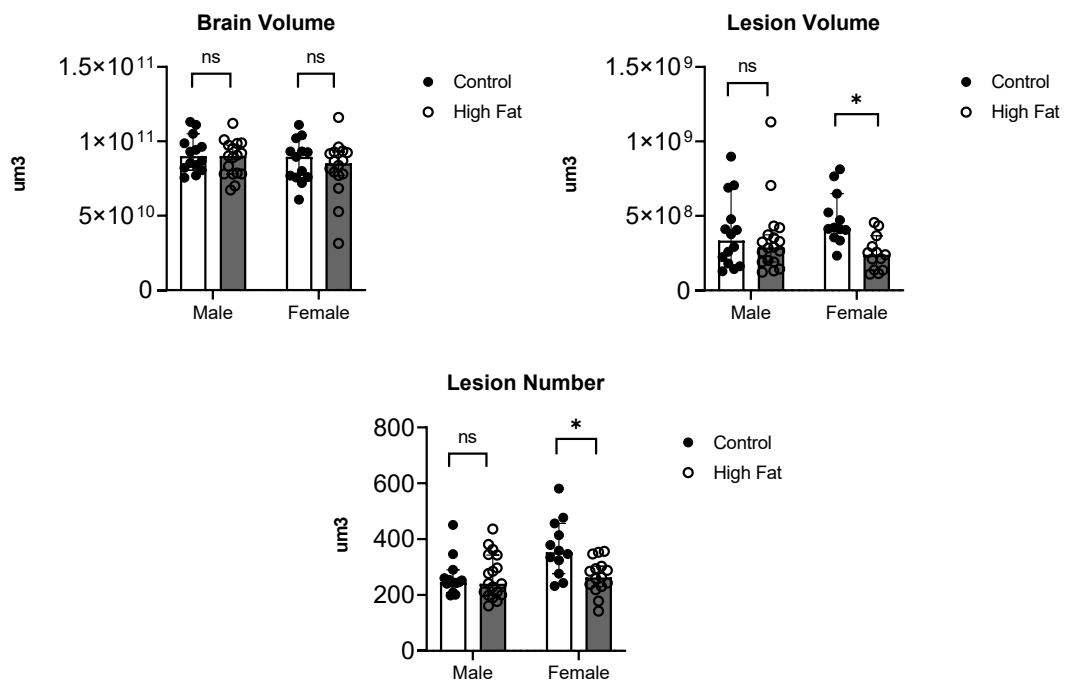 Brain Volume
ns
ns
1.5×10¹¹
1×10¹¹
5×10¹⁰
0
um3
Male
Female
Control
High Fat
Lesion Volume
ns
*
1.5×10⁹
1×10⁹
5×10⁸
0
um3
Male
Female
Control
High Fat
Lesion Number
ns
*
800
600
400
200
0
um3
Male
Female
Control
High Fat